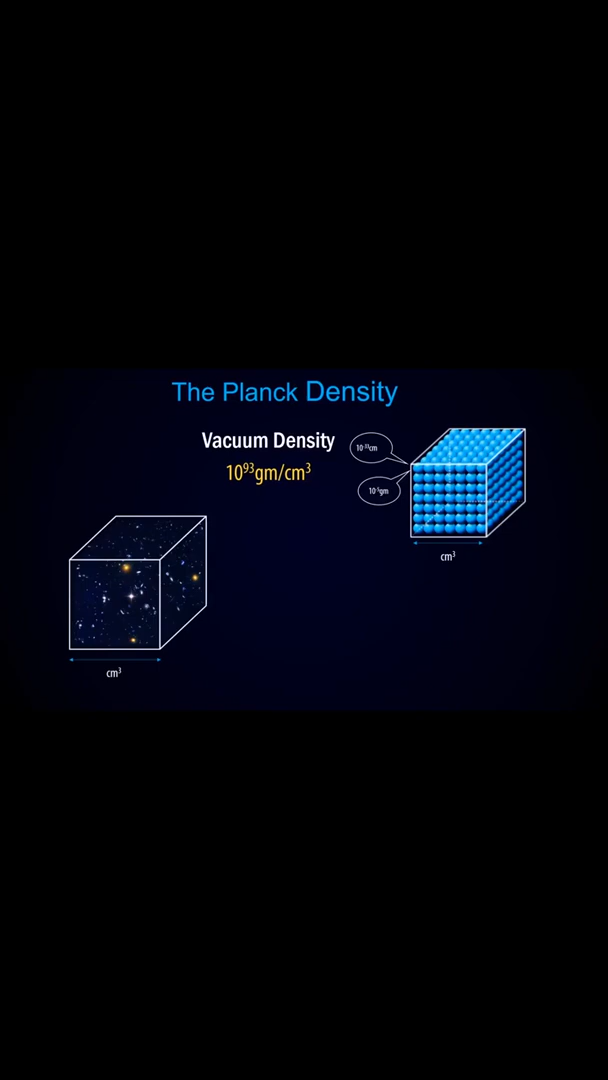 The Planck Density
Vacuum Density
10⁹³gm/cm³
10⁻³³cm
10⁻⁵gm
cm³
cm³